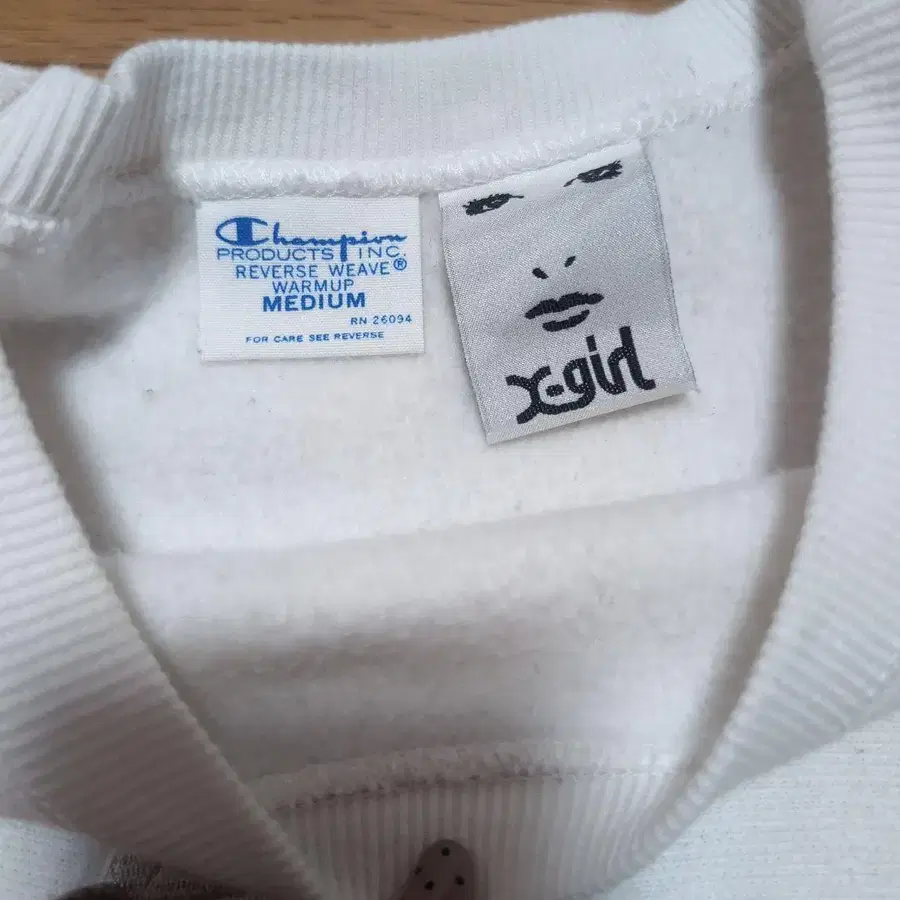 Champion
PRODUCTS INC.
REVERSE WEAVE®
WARMUP
MEDIUM
RN 26094
FOR CARE SEE REVERSE
X-girl